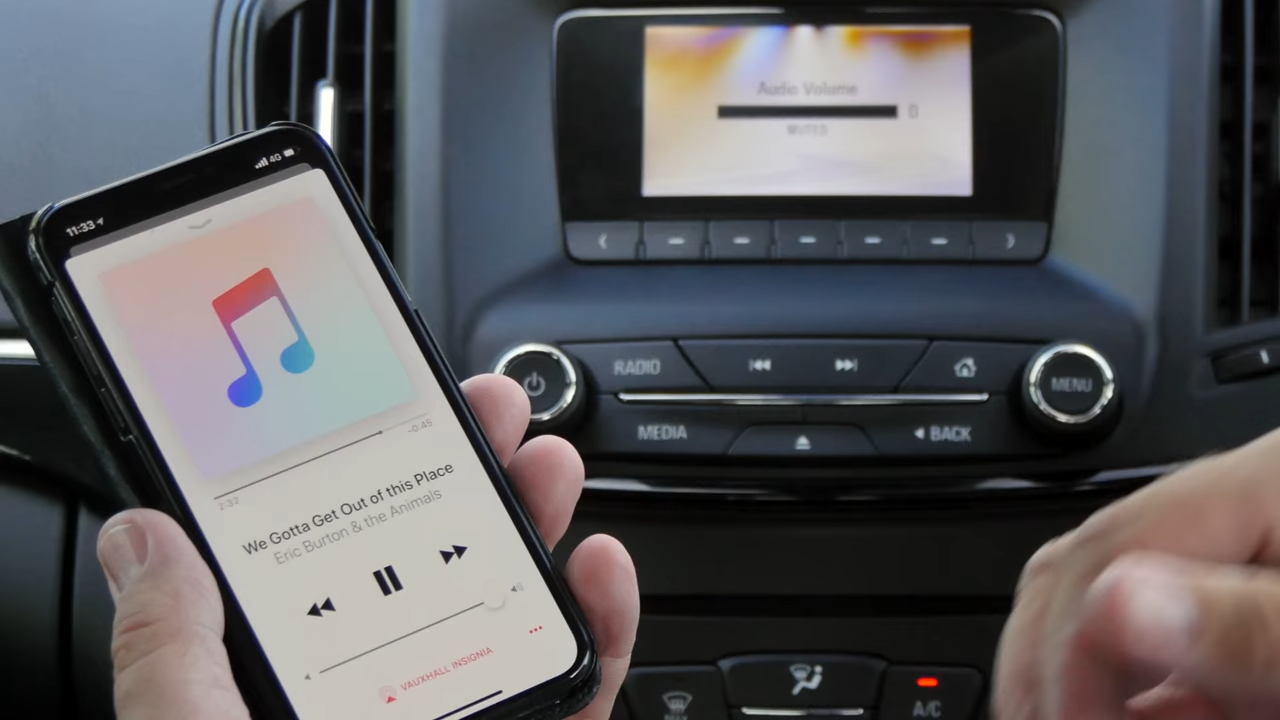 11:33
4G
2:32
-0:45
We Gotta Get Out of this Place
Eric Burton & the Animals
VAUXHALL INSIGNIA
Audio Volume
0
MUTED
RADIO
MENU
MEDIA
BACK
A/C